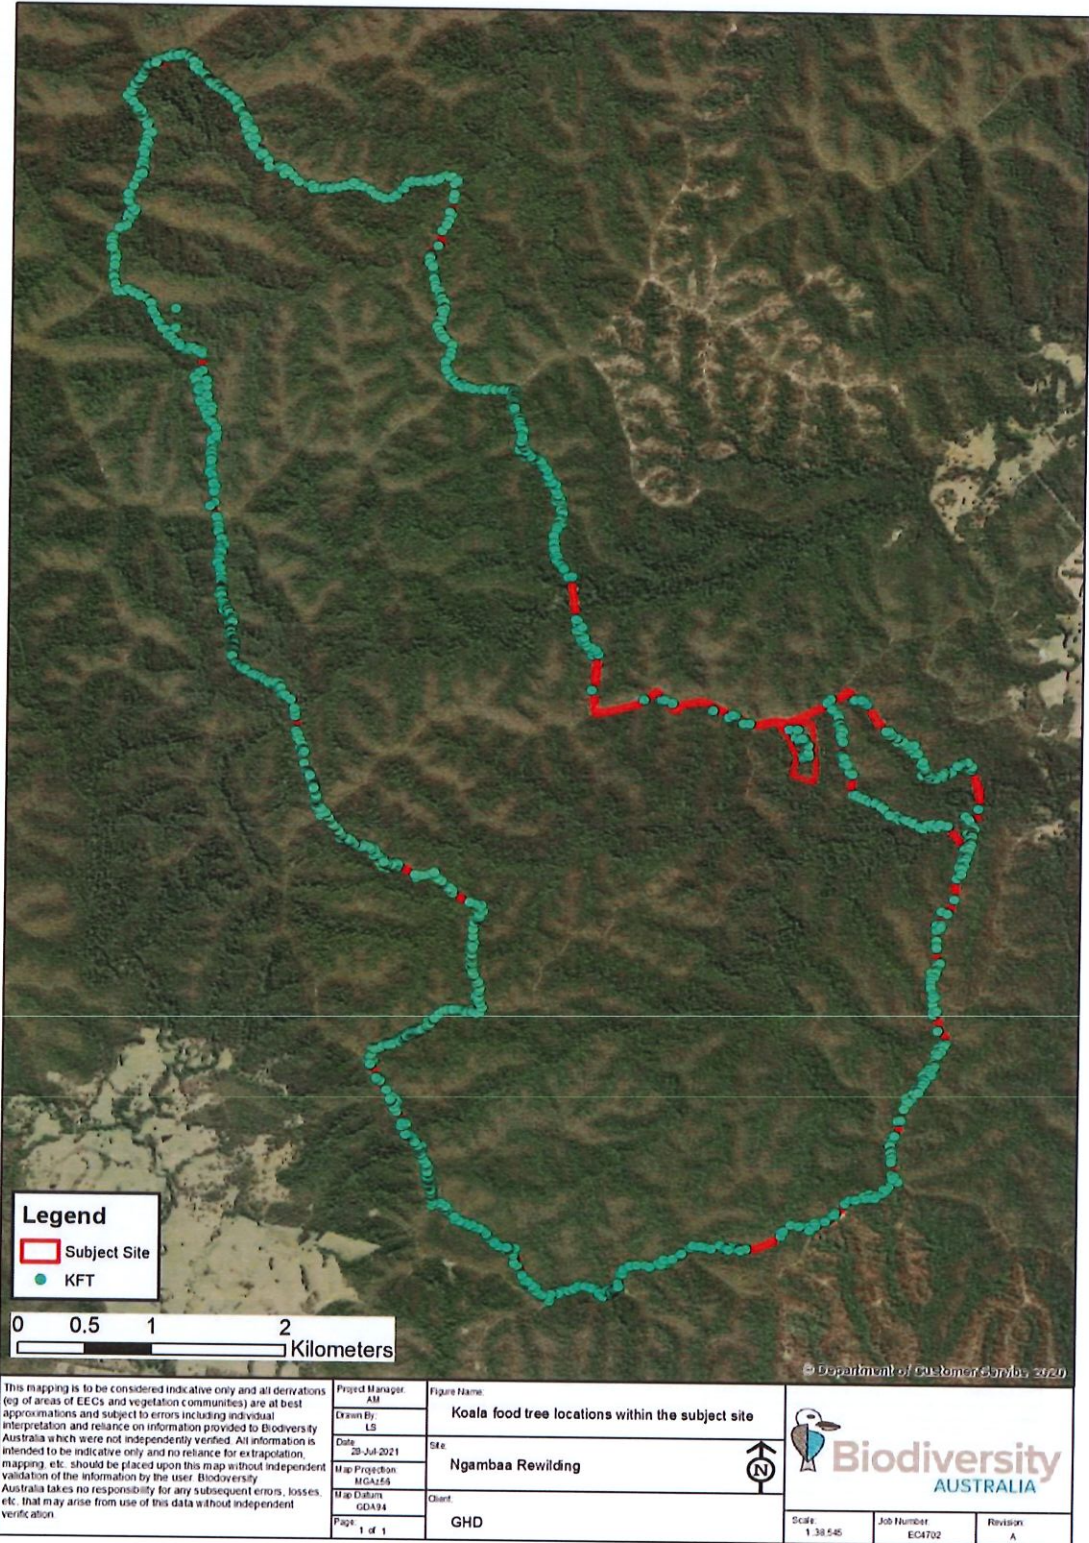 Legend
Subject Site
KFT
0 0.5 1 2
Kilometers
© Department of Customer Service 2020
This mapping is to be considered indicative only and all derivations
(eg of areas of EECs and vegetation communities) are at best
approximations and subject to errors including individual
interpretation and reliance on information provided to Biodiversity
Australia which were not independently verified. All information is
intended to be indicative only and no reliance for extrapolation,
mapping, etc. should be placed upon this map without independent
validation of the information by the user. Biodiversity
Australia takes no responsibility for any subsequent errors, losses,
etc. that may arise from use of this data without independent
verification.
Project Manager:
AM
Drawn By:
LS
Date
28-Jul-2021
Map Projection:
MGAz56
Map Datum:
GDA94
Page:
1 of 1
Figure Name:
Koala food tree locations within the subject site
Site:
Ngambaa Rewilding
N
Client:
GHD
Biodiversity
AUSTRALIA
Scale:
1:38,545
Job Number:
EC4702
Revision:
A